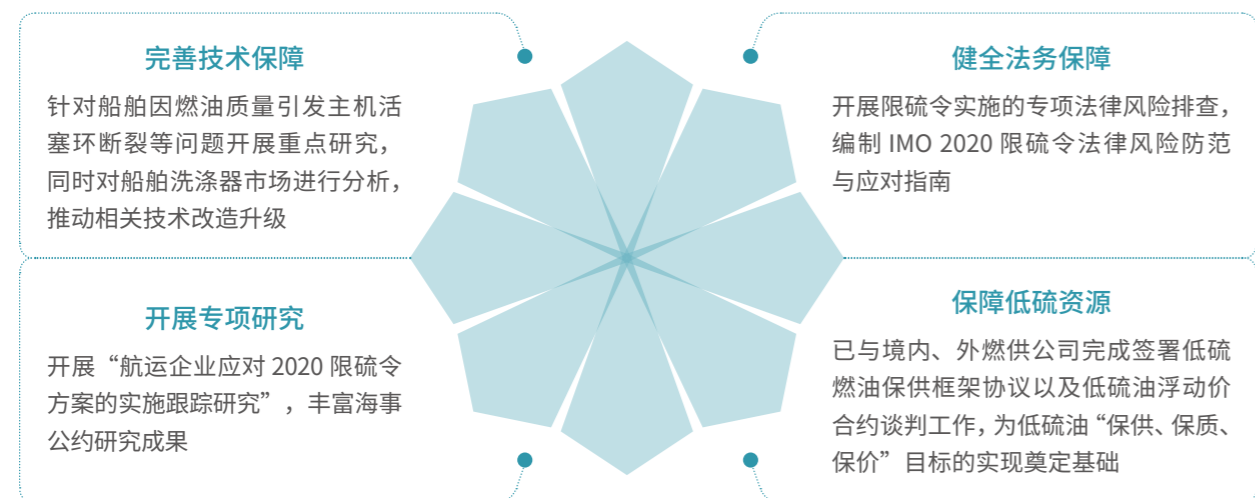 完善技术保障
针对船舶因燃油质量引发主机活
塞环断裂等问题开展重点研究，
同时对船舶洗涤器市场进行分析，
推动相关技术改造升级
健全法务保障
开展限硫令实施的专项法律风险排查，
编制 IMO 2020 限硫令法律风险防范
与应对指南
开展专项研究
开展“航运企业应对 2020 限硫令
方案的实施跟踪研究”，丰富海事
公约研究成果
保障低硫资源
已与境内、外燃供公司完成签署低硫
燃油保供框架协议以及低硫油浮动价
合约谈判工作，为低硫油“保供、保质、
保价”目标的实现奠定基础